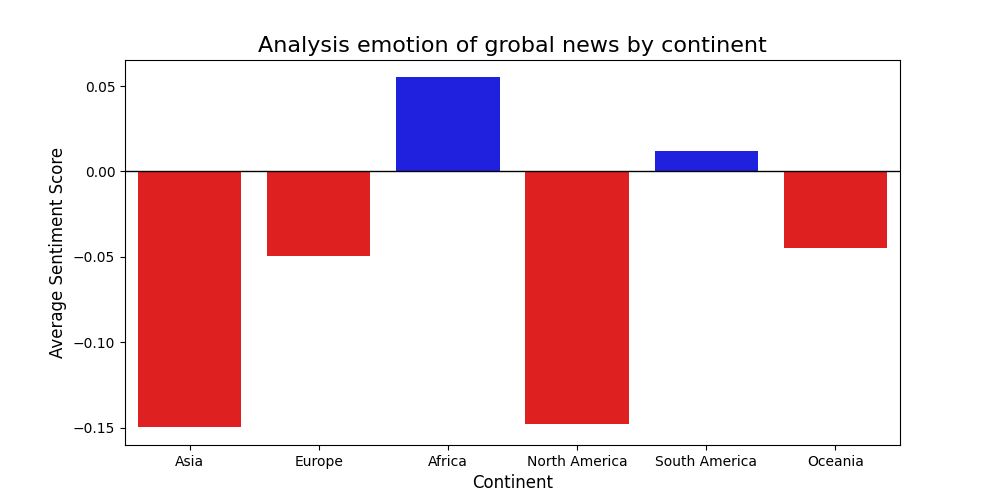 Analysis emotion of grobal news by continent
Average Sentiment Score
0.05
0.00
−0.05
−0.10
−0.15
Asia
Europe
Africa
North America
South America
Oceania
Continent